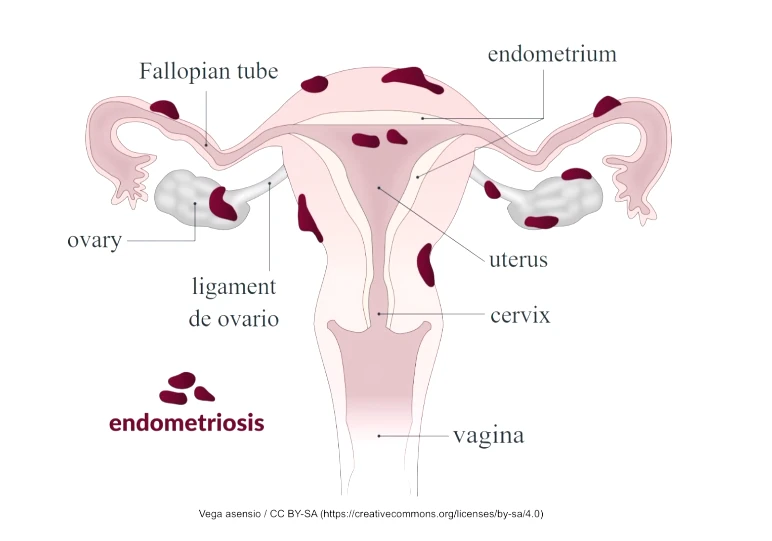 endometrium
Fallopian tube
ovary
ligament
de ovario
uterus
cervix
endometriosis
vagina
Vega asensio / CC BY-SA (https://creativecommons.org/licenses/by-sa/4.0)